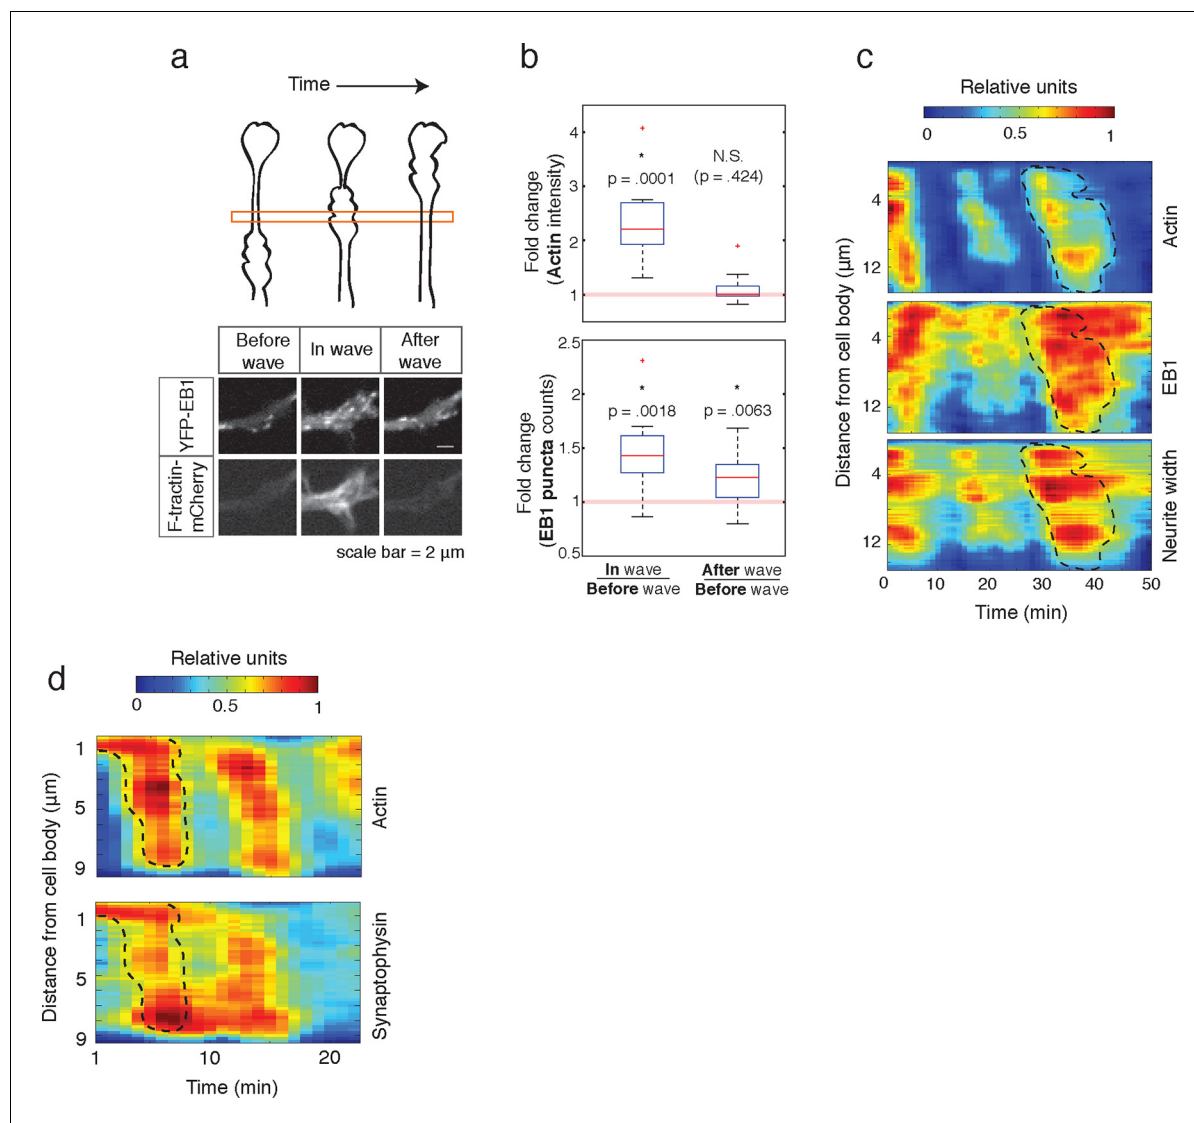 a
Time
Before wave
In wave
After wave
YFP-EB1
F-tractin-
mCherry
scale bar = 2 µm
b
Fold change
(Actin intensity)
4
3
2
1
*
p = .0001
N.S.
(p = .424)
Fold change
(EB1 puncta counts)
2.5
2
1.5
1
0.5
*
p = .0018
*
p = .0063
In wave
Before wave
After wave
Before wave
c
Relative units
0
0.5
1
Distance from cell body (µm)
4
12
Actin
4
12
EB1
4
12
Neurite width
0
10
20
30
40
50
Time (min)
d
Relative units
0
0.5
1
Distance from cell body (µm)
1
5
9
Actin
1
5
9
Synaptophysin
1
10
20
Time (min)